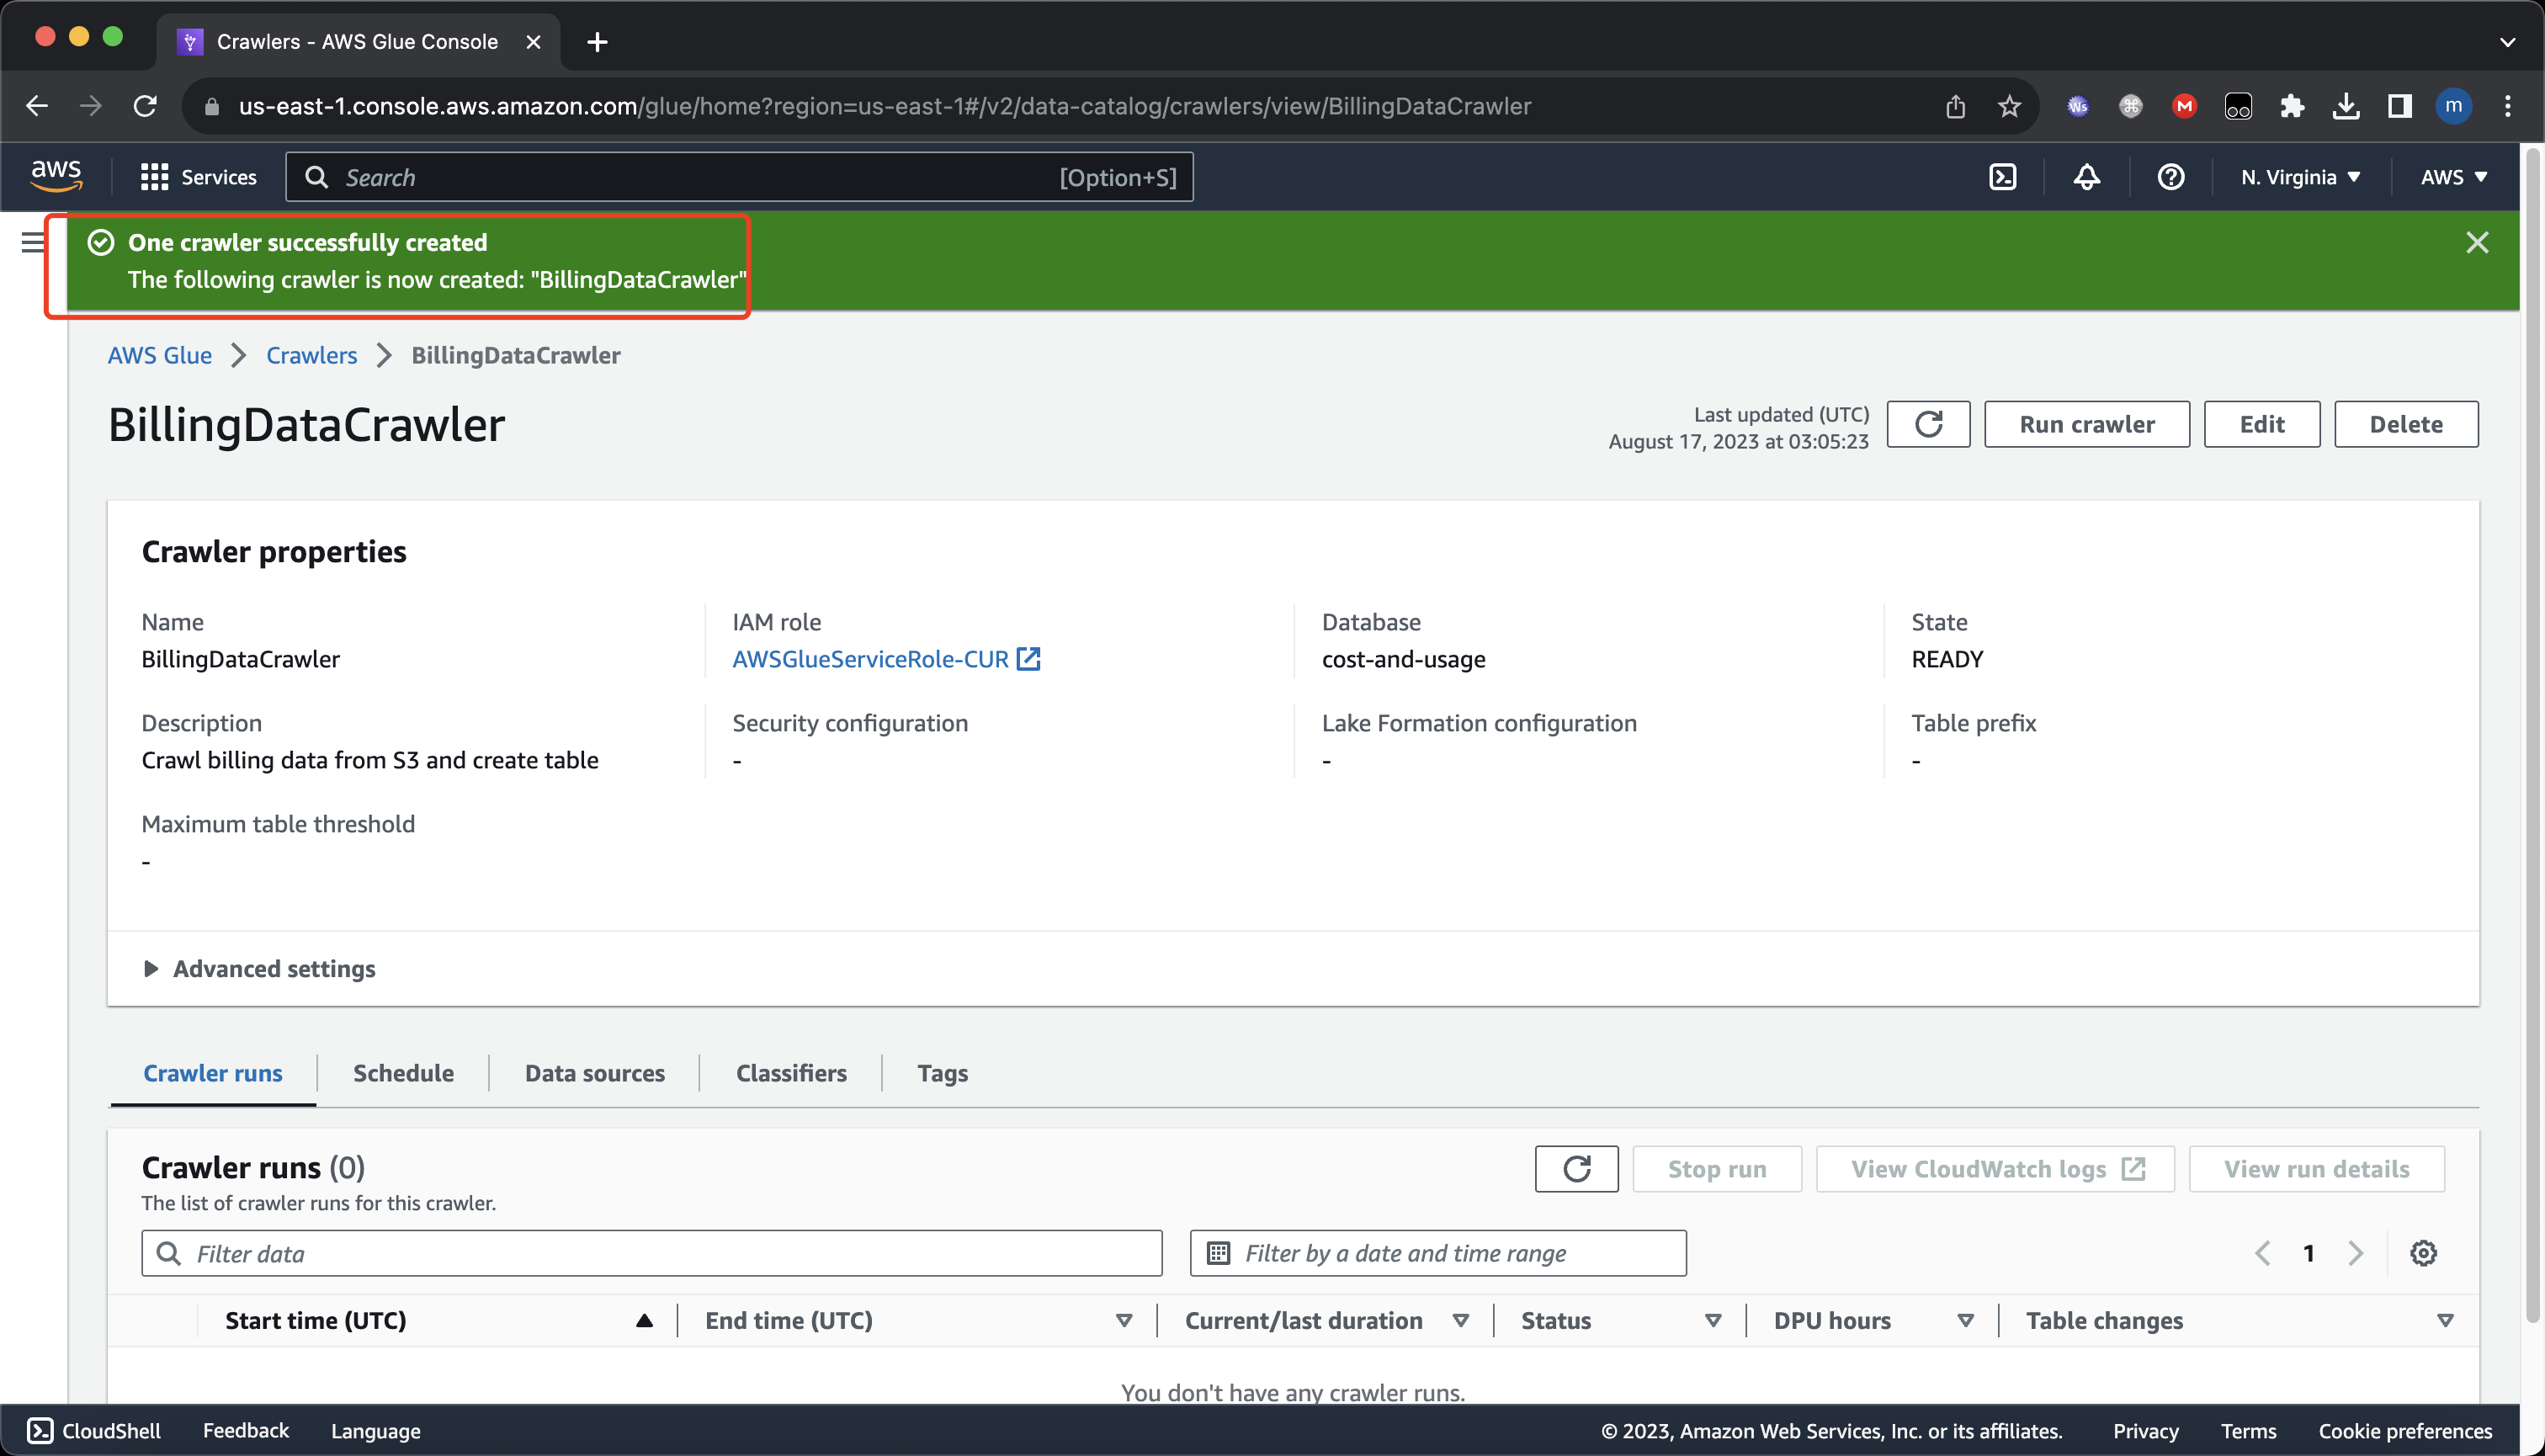 Crawlers - AWS Glue Console
us-east-1.console.aws.amazon.com/glue/home?region=us-east-1#/v2/data-catalog/crawlers/view/BillingDataCrawler
Ws
M
m
aws
Services
Search
[Option+S]
N. Virginia
AWS
One crawler successfully created
The following crawler is now created: "BillingDataCrawler"
AWS Glue
Crawlers
BillingDataCrawler
BillingDataCrawler
Last updated (UTC)
August 17, 2023 at 03:05:23
Run crawler
Edit
Delete
Crawler properties
Name
BillingDataCrawler
IAM role
AWSGlueServiceRole-CUR
Database
cost-and-usage
State
READY
Description
Crawl billing data from S3 and create table
Security configuration
-
Lake Formation configuration
-
Table prefix
-
Maximum table threshold
-
Advanced settings
Crawler runs
Schedule
Data sources
Classifiers
Tags
Crawler runs (0)
The list of crawler runs for this crawler.
Stop run
View CloudWatch logs
View run details
Filter data
Filter by a date and time range
1
Start time (UTC)
End time (UTC)
Current/last duration
Status
DPU hours
Table changes
You don't have any crawler runs.
CloudShell
Feedback
Language
© 2023, Amazon Web Services, Inc. or its affiliates.
Privacy
Terms
Cookie preferences